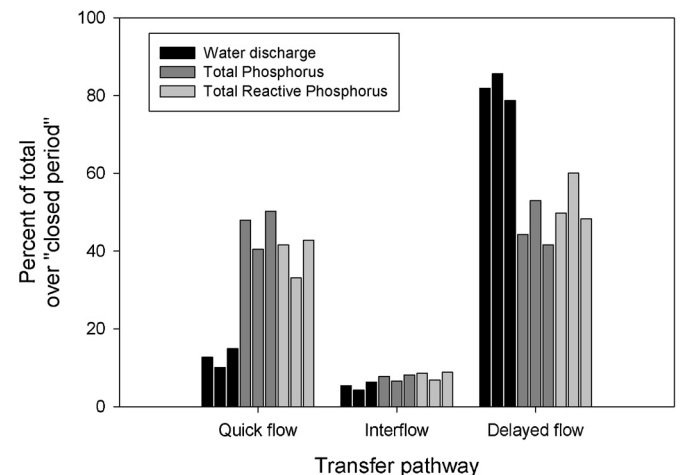 100
80
60
40
20
0
Percent of total
over "closed period"
Water discharge
Total Phosphorus
Total Reactive Phosphorus
Quick flow
Interflow
Delayed flow
Transfer pathway